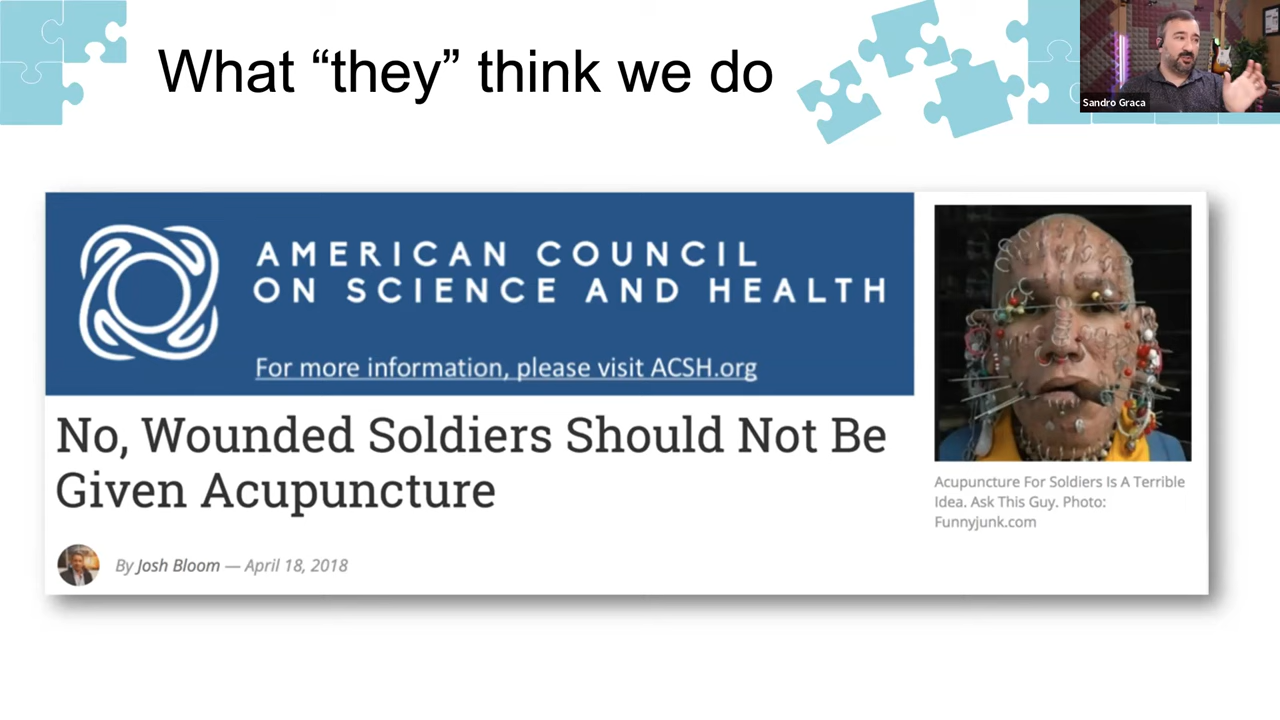 What “they” think we do
Sandro Graca
AMERICAN COUNCIL
ON SCIENCE AND HEALTH
For more information, please visit ACSH.org
No, Wounded Soldiers Should Not Be
Given Acupuncture
By Josh Bloom — April 18, 2018
Acupuncture For Soldiers Is A Terrible
Idea. Ask This Guy. Photo:
Funnyjunk.com